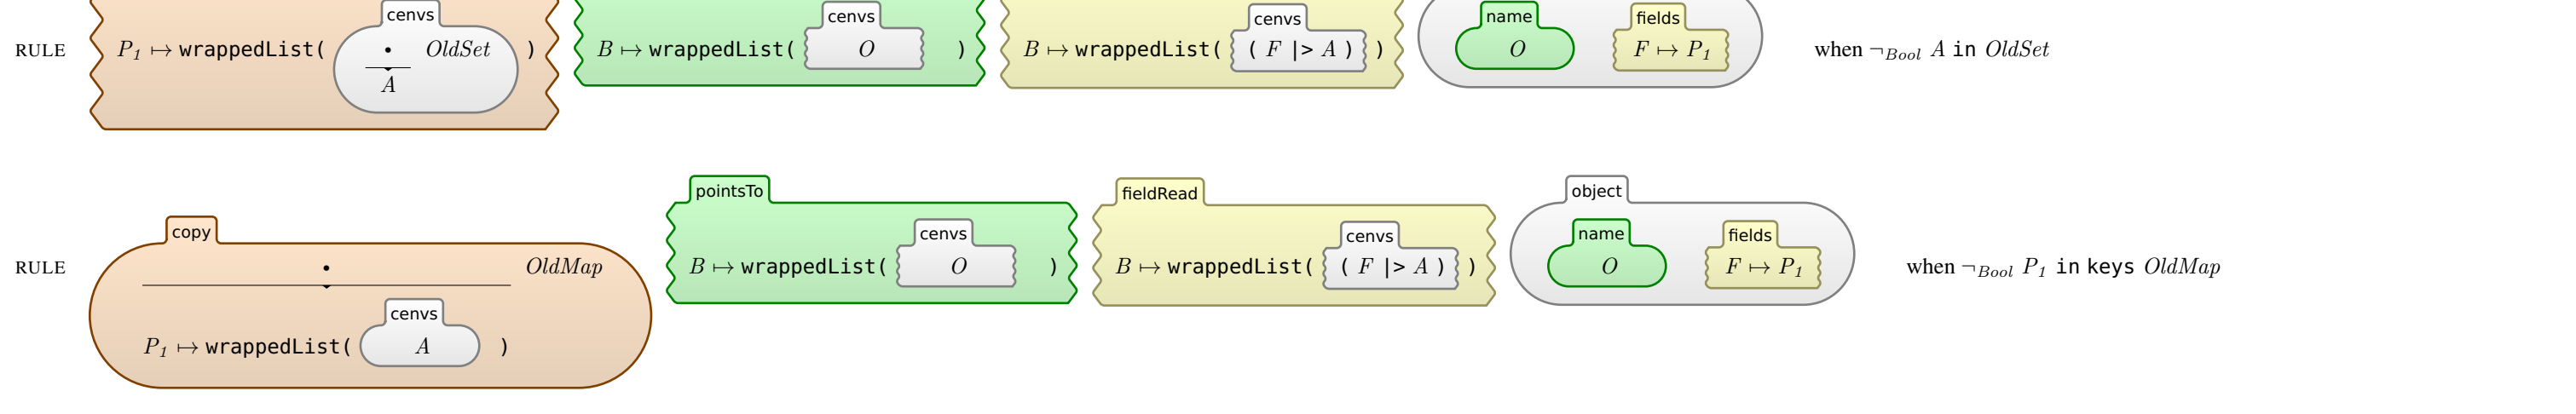 cenvs cenvs cenvs name fields
RULE P1 ↦ wrappedList( • OldSet ) B ↦ wrappedList( O ) B ↦ wrappedList( ( F |> A ) ) O F ↦ P1 when ¬Bool A in OldSet
A
pointsTo fieldRead object
copy cenvs cenvs name fields
RULE • OldMap B ↦ wrappedList( O ) B ↦ wrappedList( ( F |> A ) ) O F ↦ P1 when ¬Bool P1 in keys OldMap
cenvs
P1 ↦ wrappedList( A )